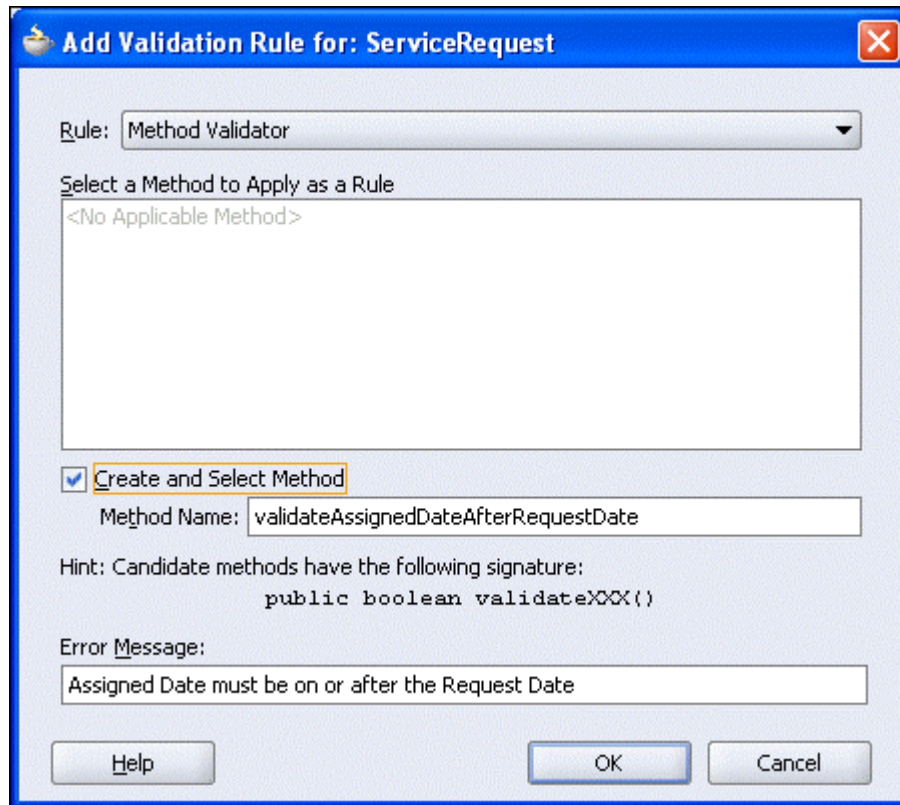 Add Validation Rule for: ServiceRequest
Rule: Method Validator
Select a Method to Apply as a Rule
<No Applicable Method>
Create and Select Method
Method Name: validateAssignedDateAfterRequestDate
Hint: Candidate methods have the following signature:
public boolean validateXXX()
Error Message:
Assigned Date must be on or after the Request Date
Help OK Cancel